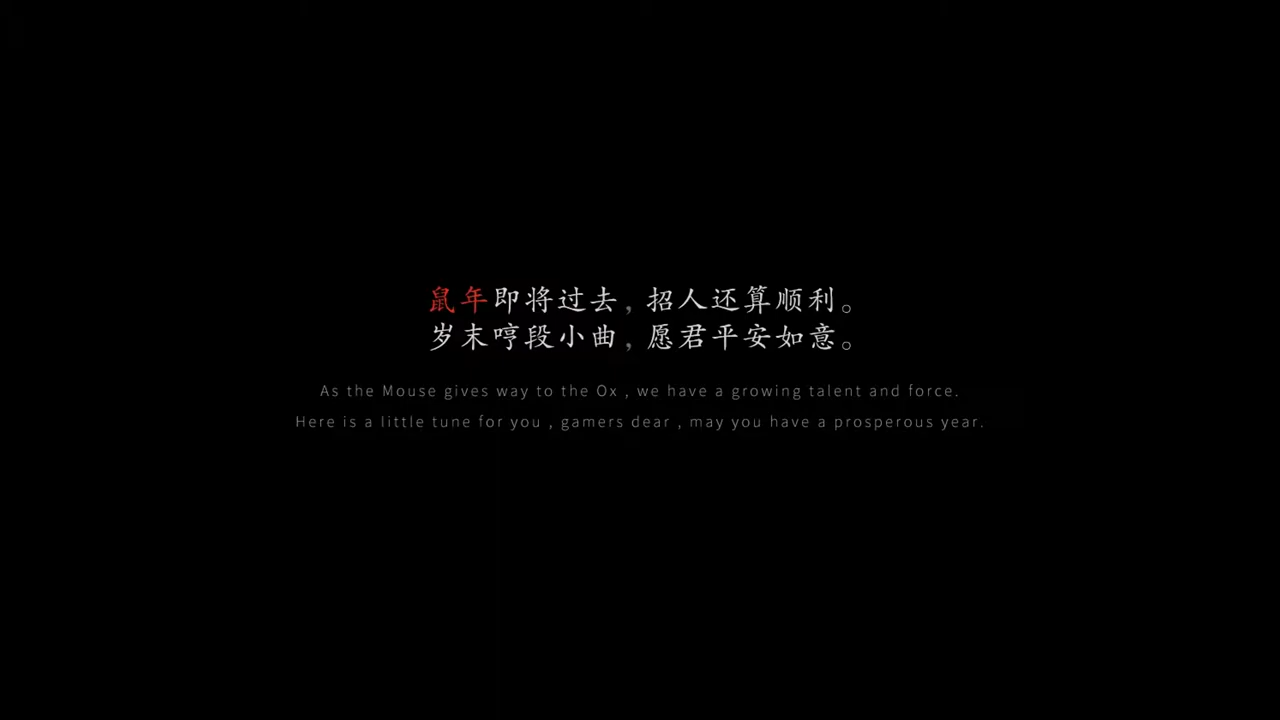 鼠年即将过去，招人还算顺利。
岁末哼段小曲，愿君平安如意。
As the Mouse gives way to the Ox , we have a growing talent and force.
Here is a little tune for you , gamers dear , may you have a prosperous year.